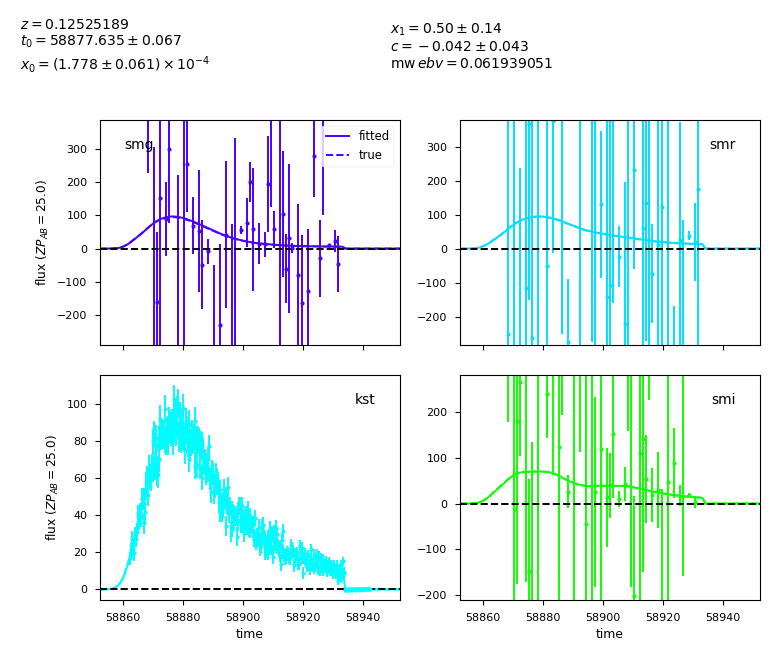 z = 0.12525189
t₀ = 58877.635 ± 0.067
x₀ = (1.778 ± 0.061) × 10⁻⁴
x₁ = 0.50 ± 0.14
c = −0.042 ± 0.043
mw ebv = 0.061939051
smg
fitted
true
300
200
100
0
−100
−200
flux (ZP_AB = 25.0)
smr
300
200
100
0
−100
−200
kst
100
80
60
40
20
0
flux (ZP_AB = 25.0)
58860 58880 58900 58920 58940
time
smi
200
100
0
−100
−200
58860 58880 58900 58920 58940
time